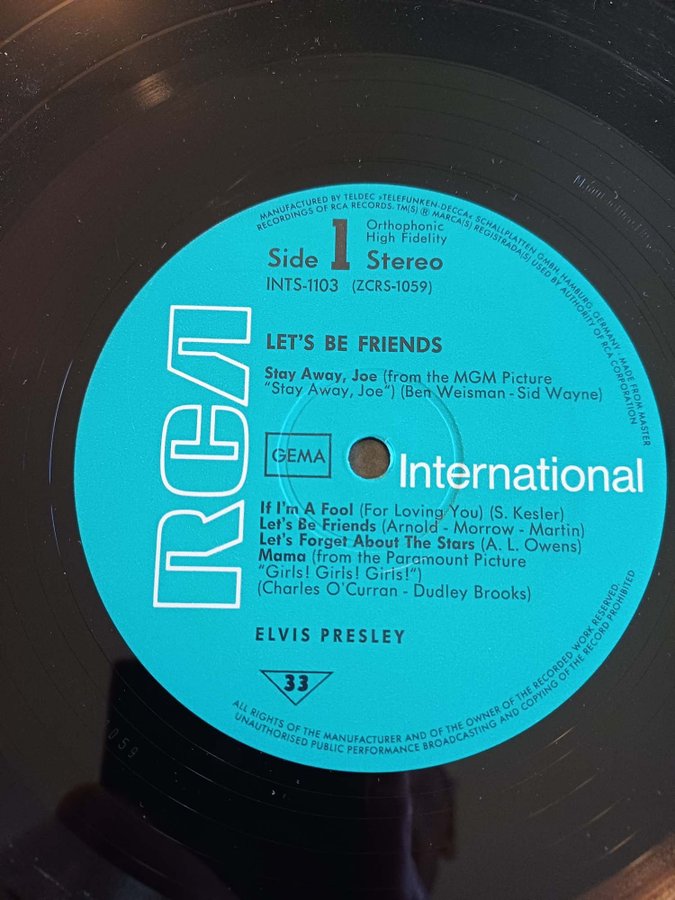 MANUFACTURED BY TELDEC »TELEFUNKEN-DECCA« SCHALLPLATTEN GMBH, HAMBURG, GERMANY · MADE FROM MASTER
RECORDINGS OF RCA RECORDS. TM(S) ® MARCA(S) REGISTRADA(S) USED BY AUTHORITY OF RCA CORPORATION
Side 1
Orthophonic
High Fidelity
Stereo
INTS-1103 (ZCRS-1059)
RCA
LET'S BE FRIENDS
Stay Away, Joe (from the MGM Picture
"Stay Away, Joe") (Ben Weisman - Sid Wayne)
GEMA
International
If I'm A Fool (For Loving You) (S. Kesler)
Let's Be Friends (Arnold - Morrow - Martin)
Let's Forget About The Stars (A. L. Owens)
Mama (from the Paramount Picture
"Girls! Girls! Girls!")
(Charles O'Curran - Dudley Brooks)
ELVIS PRESLEY
33
ALL RIGHTS OF THE MANUFACTURER AND OF THE OWNER OF THE RECORDED WORK RESERVED.
UNAUTHORISED PUBLIC PERFORMANCE BROADCASTING AND COPYING OF THE RECORD PROHIBITED